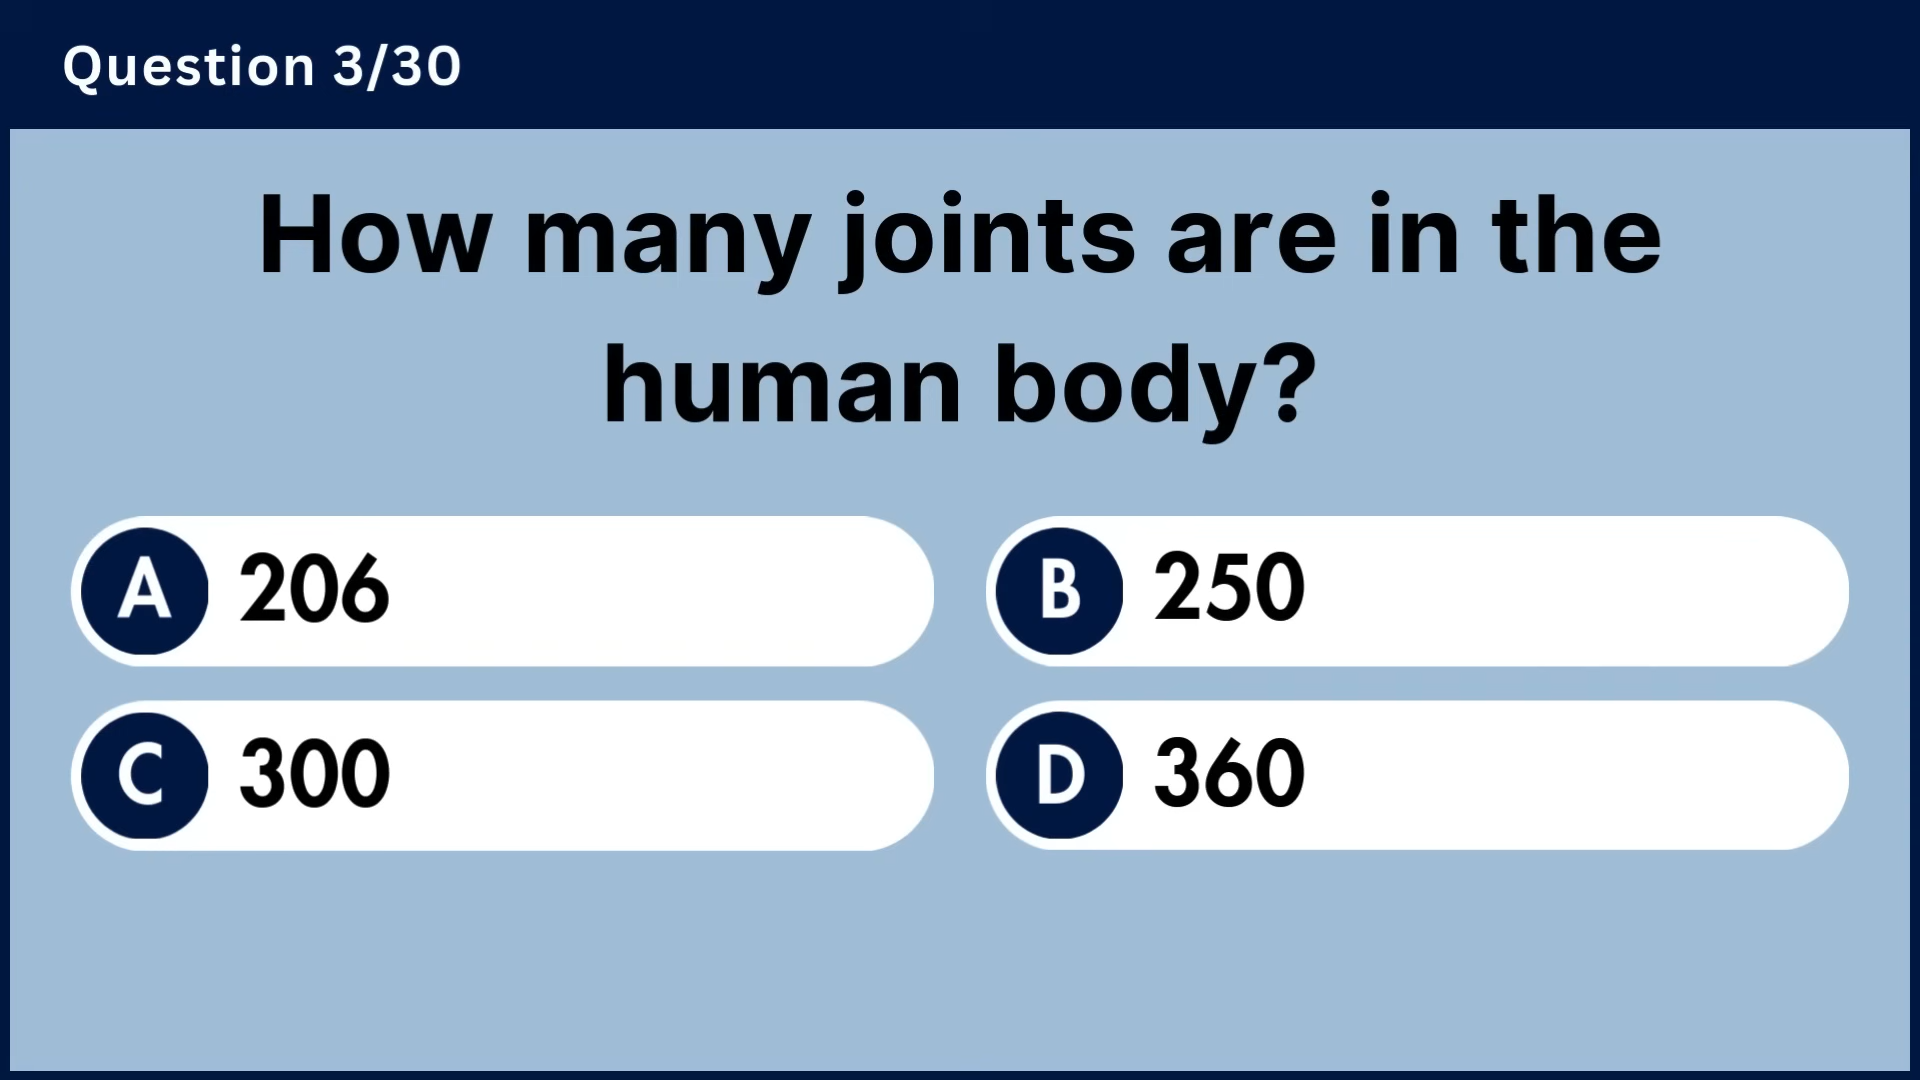 Question 3/30
How many joints are in the
human body?
A 206
B 250
C 300
D 360